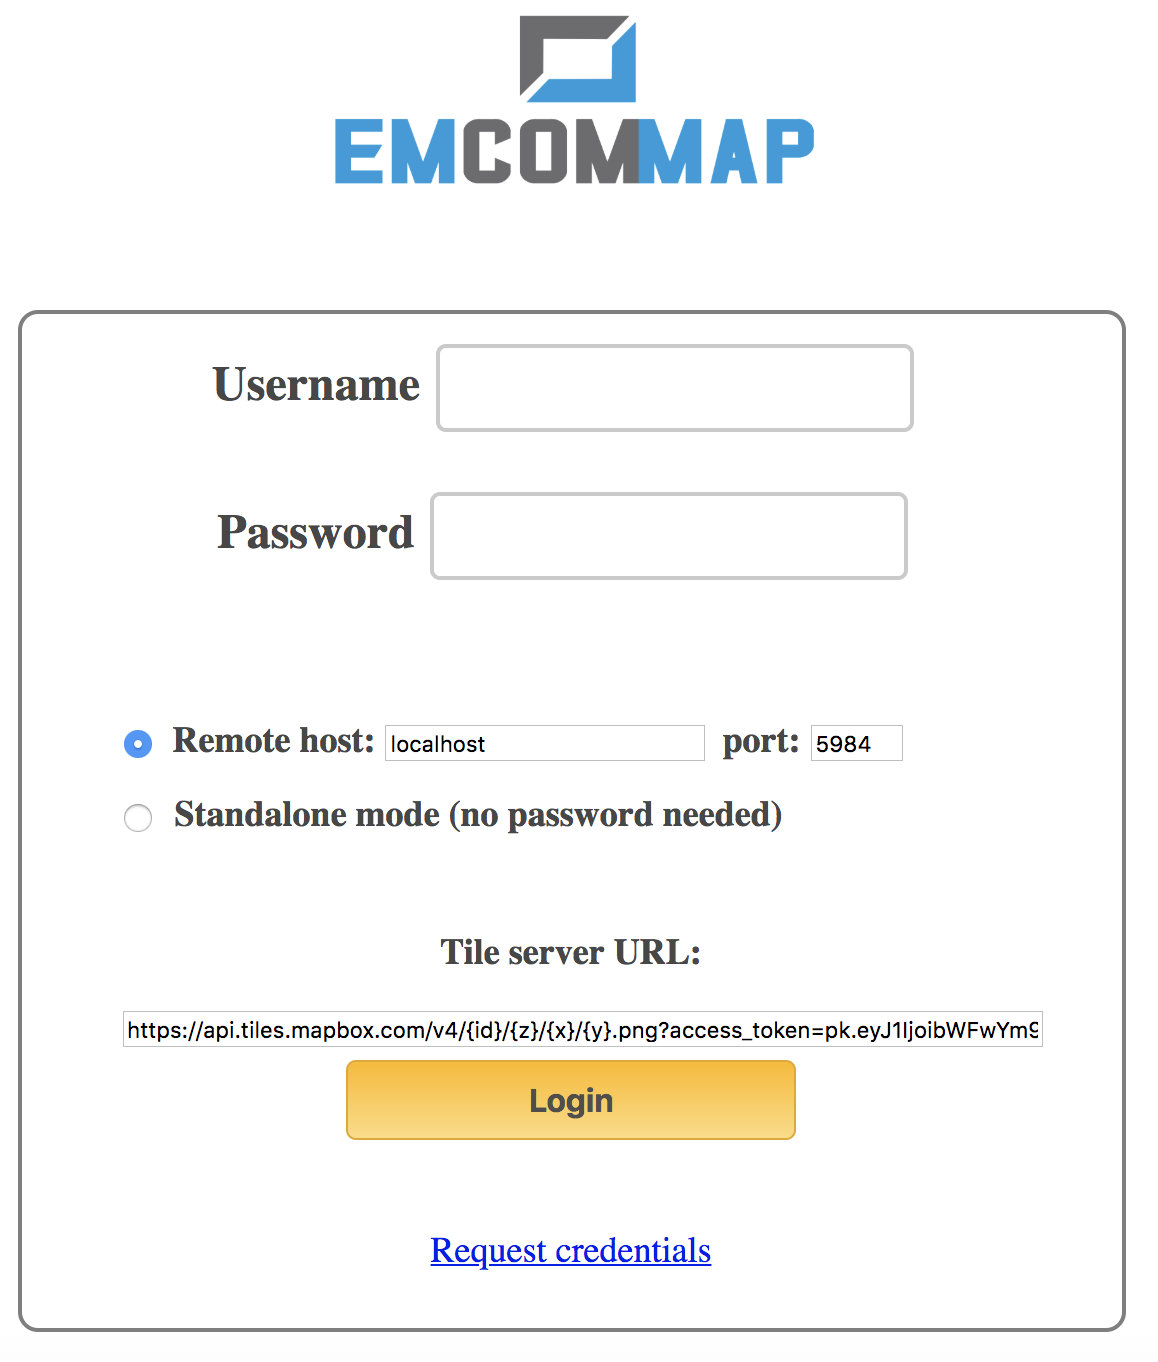 EMCOMMAP
Username
Password
Remote host: localhost port: 5984
Standalone mode (no password needed)
Tile server URL:
https://api.tiles.mapbox.com/v4/{id}/{z}/{x}/{y}.png?access_token=pk.eyJ1IjoibWFwYm9
Login
Request credentials